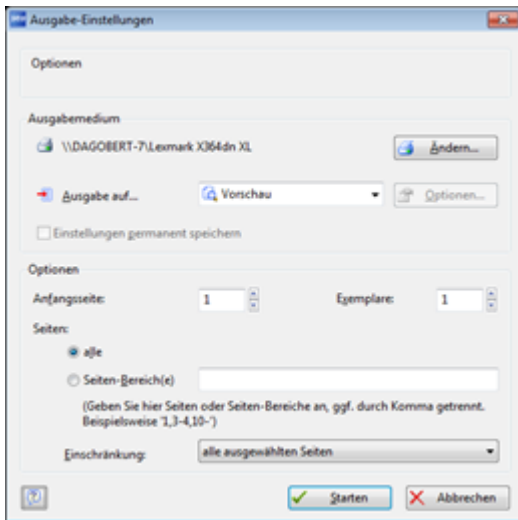 Ausgabe-Einstellungen
Optionen
Ausgabemedium
\\DAGOBERT-7\Lexmark X364dn XL
Ändern...
Ausgabe auf...
Vorschau
Optionen...
Einstellungen permanent speichern
Optionen
Anfangsseite:
1
Exemplare:
1
Seiten:
alle
Seiten-Bereich(e)
(Geben Sie hier Seiten oder Seiten-Bereiche an, ggf. durch Komma getrennt.
Beispielsweise '1,3-4,10-')
Einschränkung:
alle ausgewählten Seiten
Starten
Abbrechen